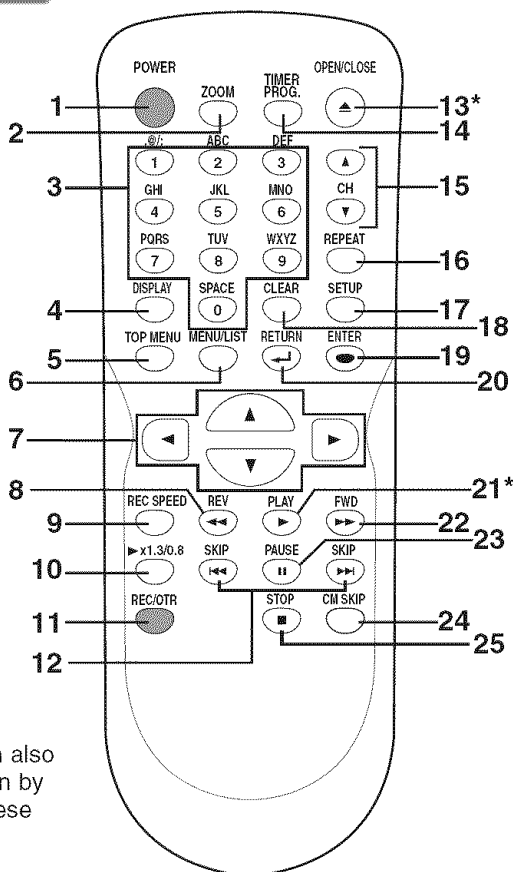 POWER
ZOOM
TIMER
PROG.
OPEN/CLOSE
1
2
13*
14
.@/:
ABC
DEF
3
1
2
3
15
GHI
JKL
MNO
CH
4
5
6
PQRS
TUV
WXYZ
REPEAT
7
8
9
16
DISPLAY
SPACE
CLEAR
SETUP
4
0
17
18
TOP MENU
MENU/LIST
RETURN
ENTER
5
19
6
20
7
8
REC SPEED
REV
PLAY
FWD
21*
9
22
23
x1.3/0.8
SKIP
PAUSE
SKIP
10
REC/OTR
STOP
CM SKIP
11
24
12
25
also
n by
ese